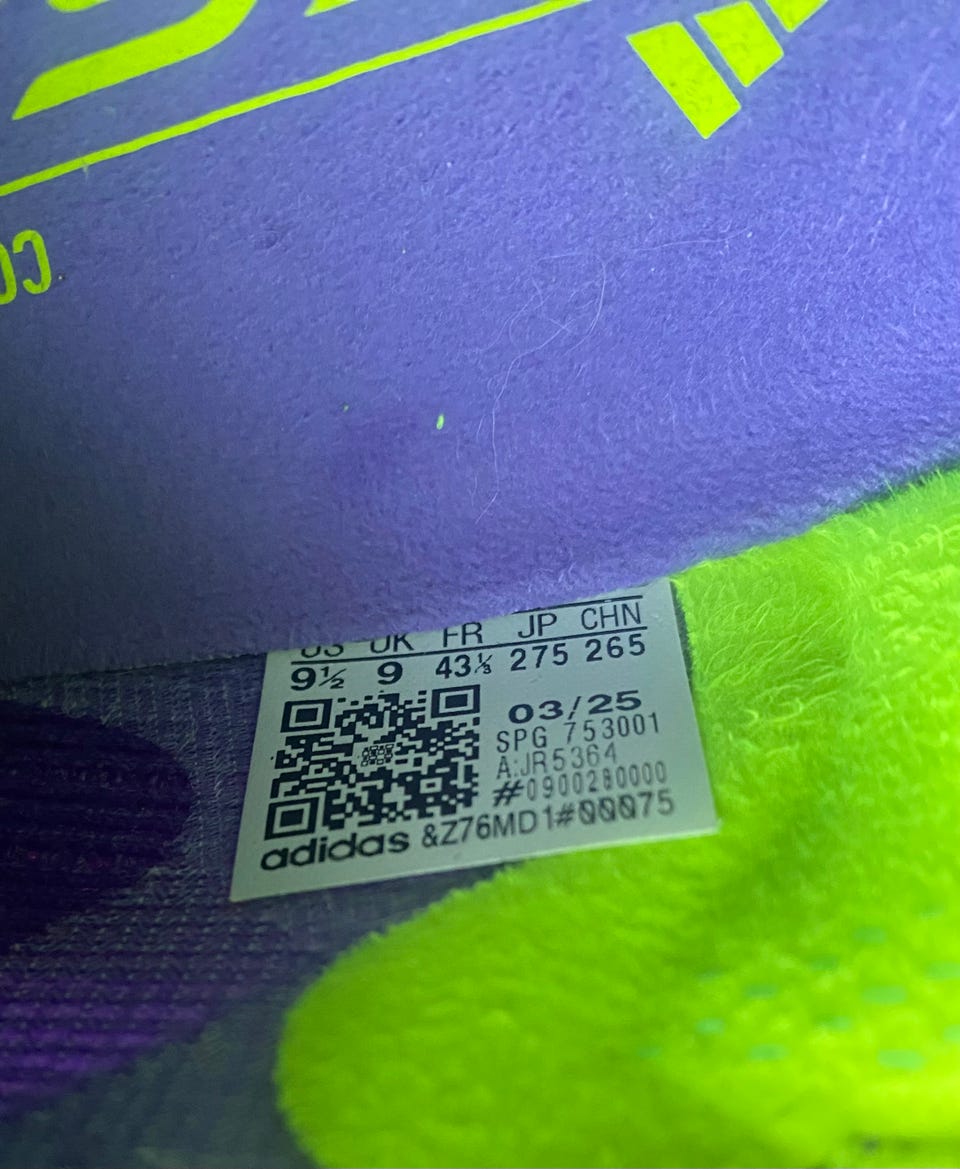 US UK FR JP CHN
9½ 9 43⅓ 275 265
03/25
SPG 753001
A:JR5364
#0900280000
adidas &Z76MD1#00075